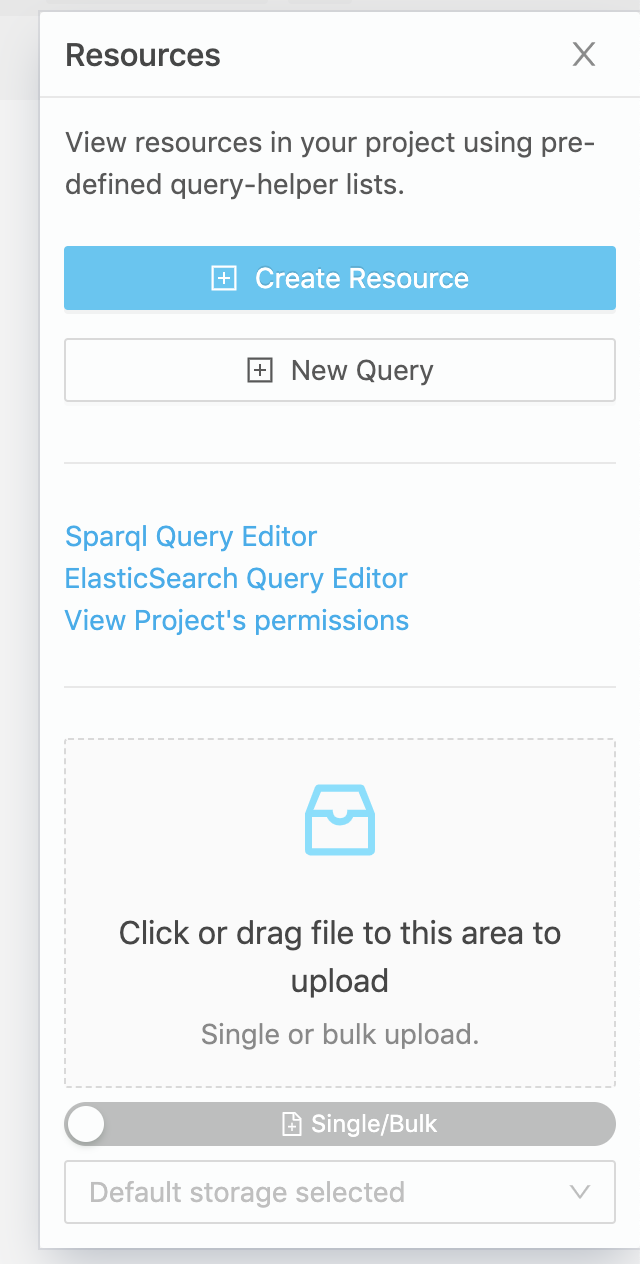 Resources
View resources in your project using pre-
defined query-helper lists.
Create Resource
New Query
Sparql Query Editor
ElasticSearch Query Editor
View Project's permissions
Click or drag file to this area to
upload
Single or bulk upload.
Single/Bulk
Default storage selected